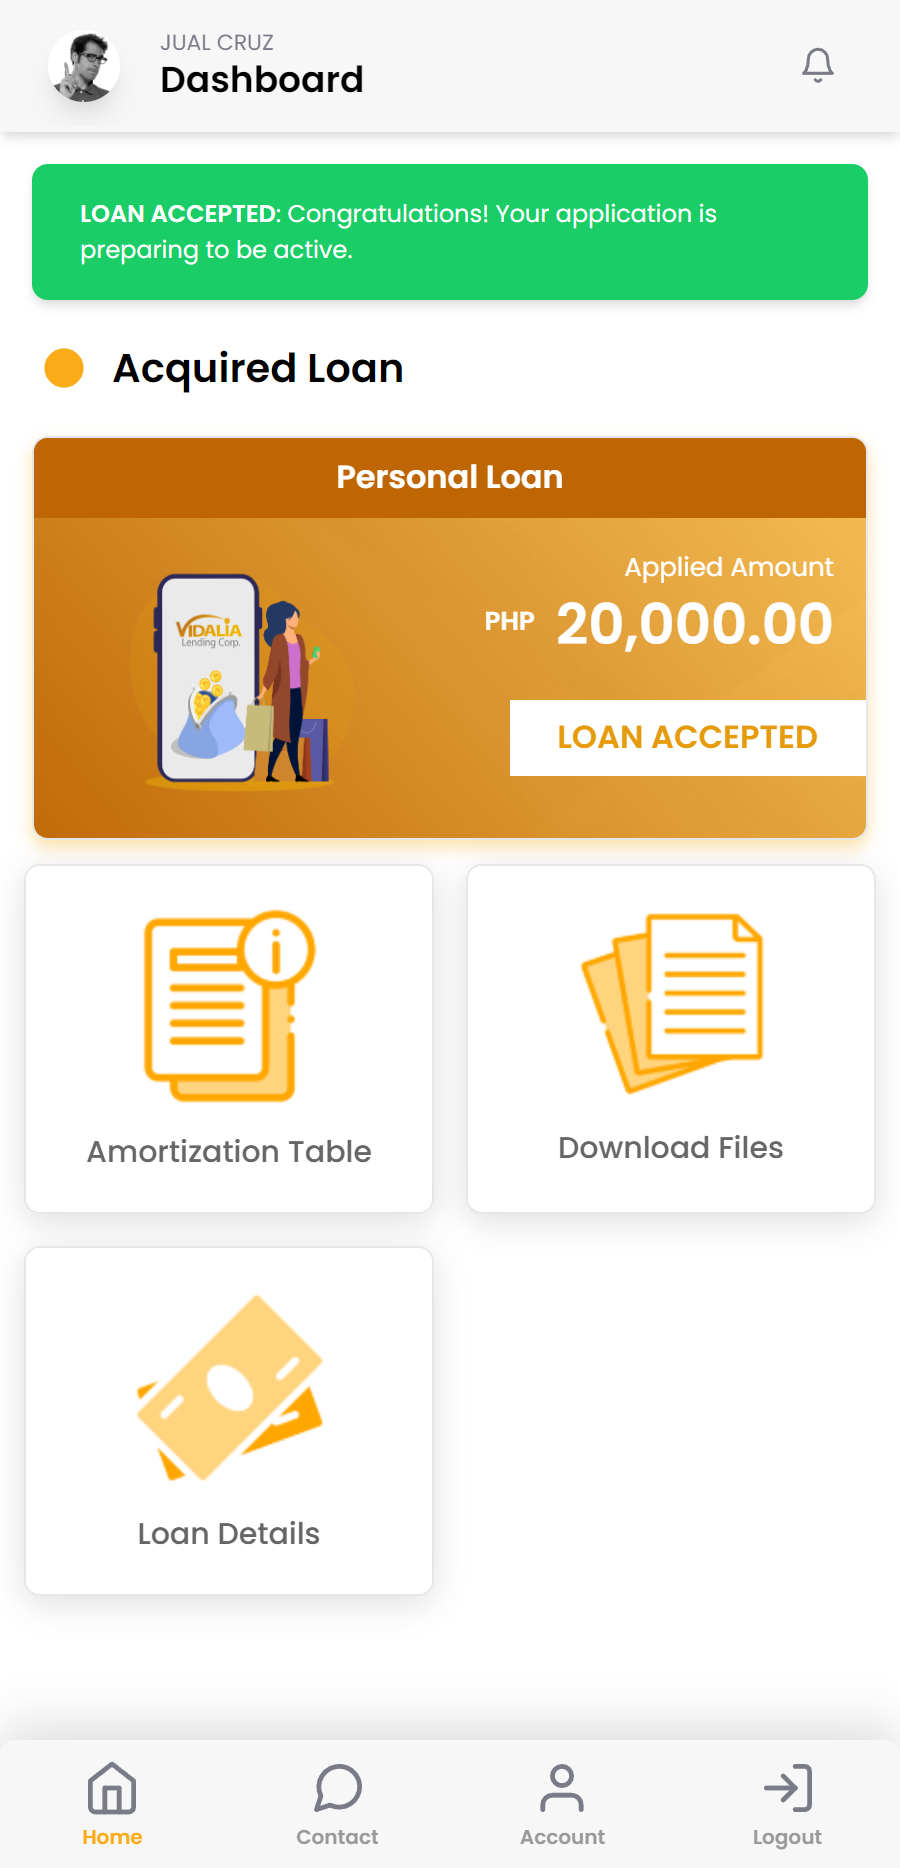 JUAL CRUZ
Dashboard
LOAN ACCEPTED: Congratulations! Your application is
preparing to be active.
Acquired Loan
Personal Loan
Applied Amount
PHP 20,000.00
VIDALIA
Lending Corp.
LOAN ACCEPTED
Amortization Table
Download Files
Loan Details
Home
Contact
Account
Logout